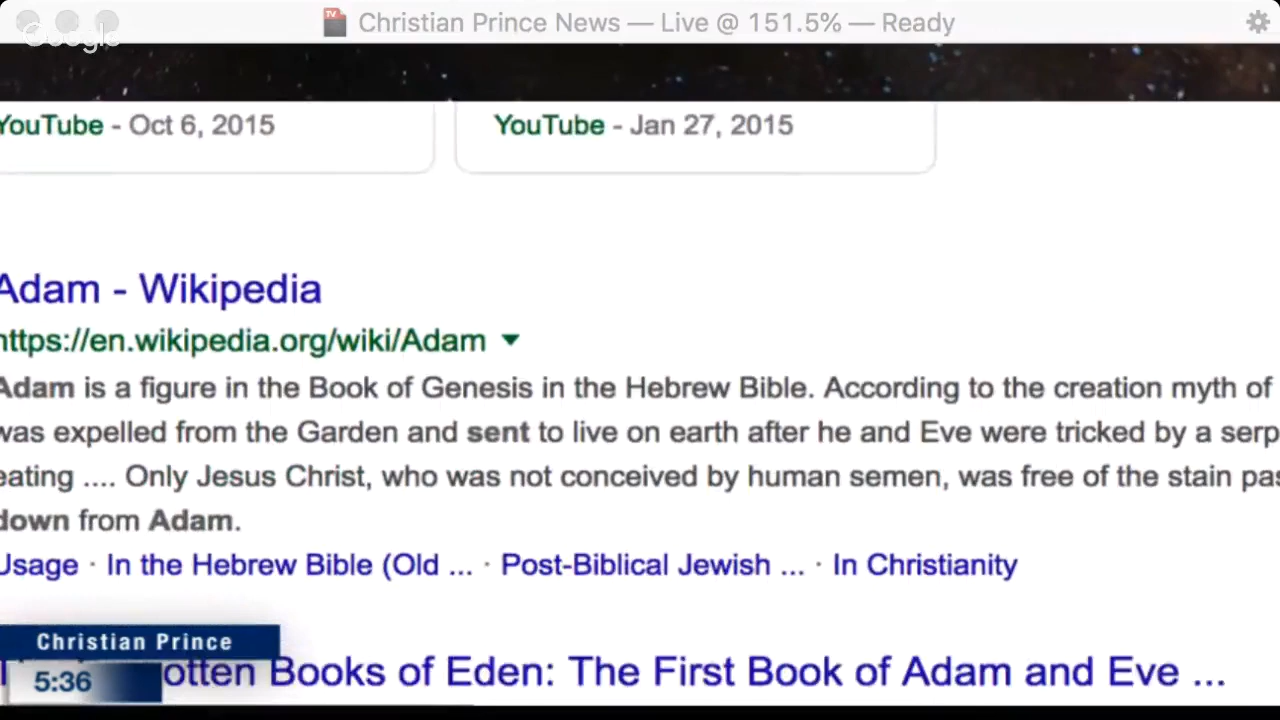 Christian Prince News — Live @ 151.5% — Ready
Google
YouTube - Oct 6, 2015
YouTube - Jan 27, 2015
Adam - Wikipedia
https://en.wikipedia.org/wiki/Adam
Adam is a figure in the Book of Genesis in the Hebrew Bible. According to the creation myth of
was expelled from the Garden and sent to live on earth after he and Eve were tricked by a serp
eating .... Only Jesus Christ, who was not conceived by human semen, was free of the stain pas
down from Adam.
Usage · In the Hebrew Bible (Old ... · Post-Biblical Jewish ... · In Christianity
Christian Prince
otten Books of Eden: The First Book of Adam and Eve ...
5:36